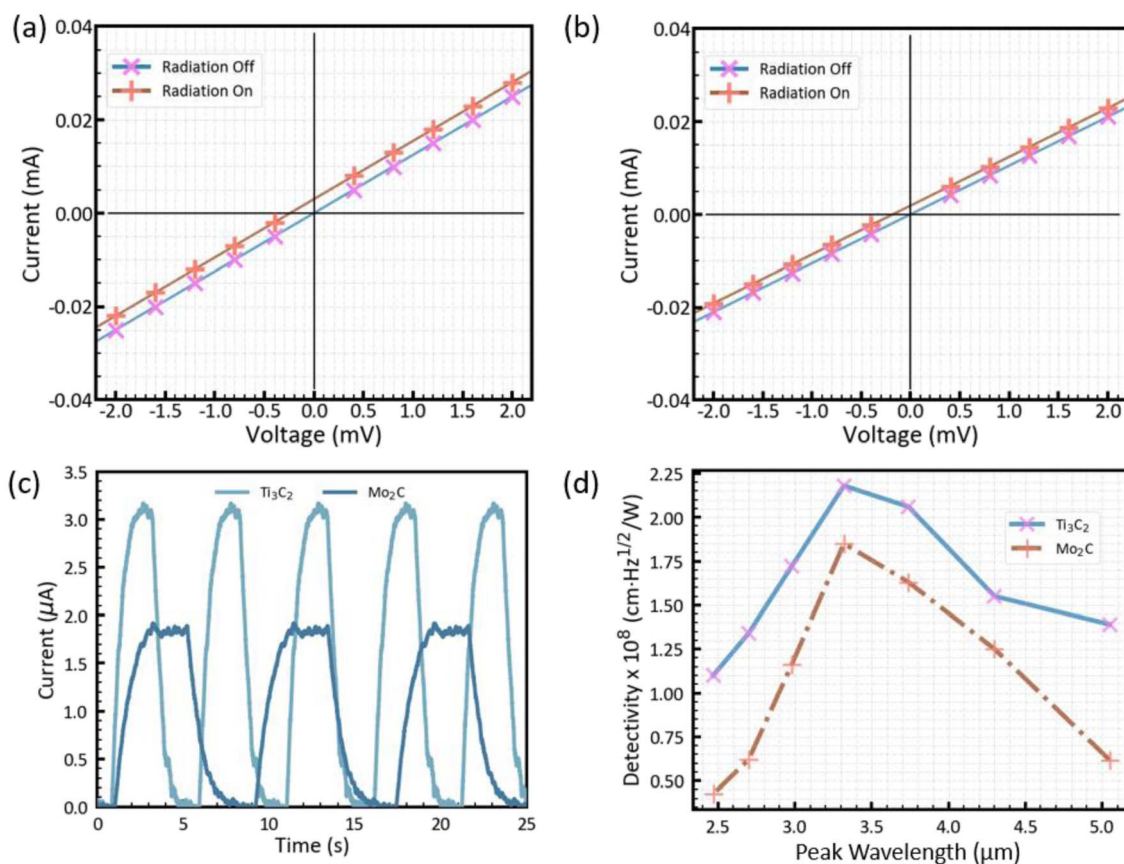 (a)
0.04
0.02
0.00
-0.02
-0.04
Current (mA)
Radiation Off
Radiation On
-2.0 -1.5 -1.0 -0.5 0.0 0.5 1.0 1.5 2.0
Voltage (mV)
(b)
0.04
0.02
0.00
-0.02
-0.04
Current (mA)
Radiation Off
Radiation On
-2.0 -1.5 -1.0 -0.5 0.0 0.5 1.0 1.5 2.0
Voltage (mV)
(c)
3.5
3.0
2.5
2.0
1.5
1.0
0.5
0.0
Current (μA)
Ti₃C₂ Mo₂C
0 5 10 15 20 25
Time (s)
(d)
2.25
2.00
1.75
1.50
1.25
1.00
0.75
0.50
Detectivity x 10⁸ (cm·Hz¹/²/W)
Ti₃C₂
Mo₂C
2.5 3.0 3.5 4.0 4.5 5.0
Peak Wavelength (μm)